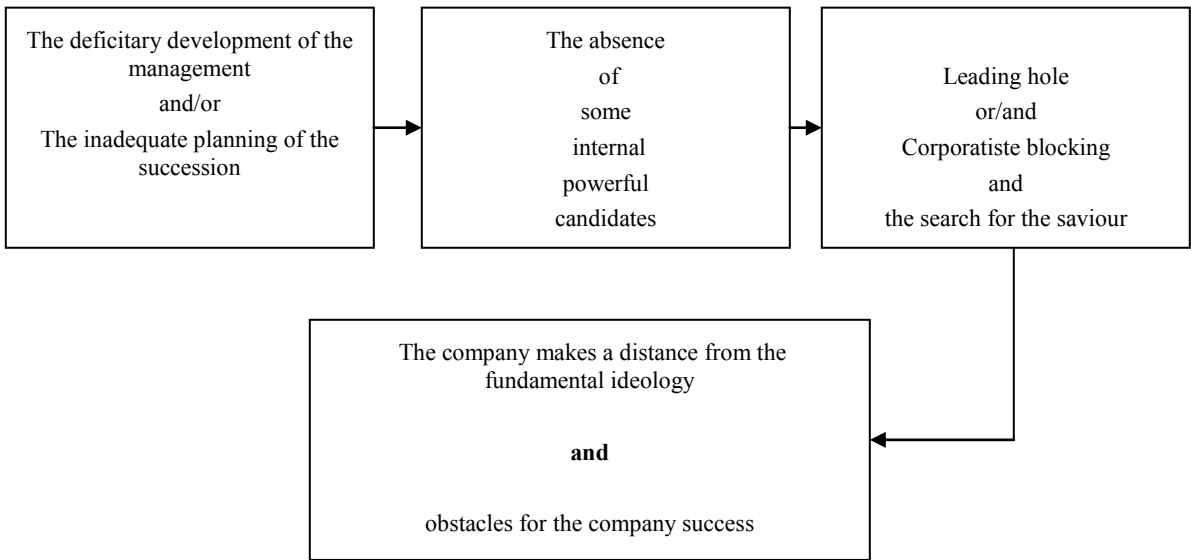 The deficitary development of the
management
and/or
The inadequate planning of the
succession
The absence
of
some
internal
powerful
candidates
Leading hole
or/and
Corporatiste blocking
and
the search for the saviour
The company makes a distance from the
fundamental ideology
and
obstacles for the company success